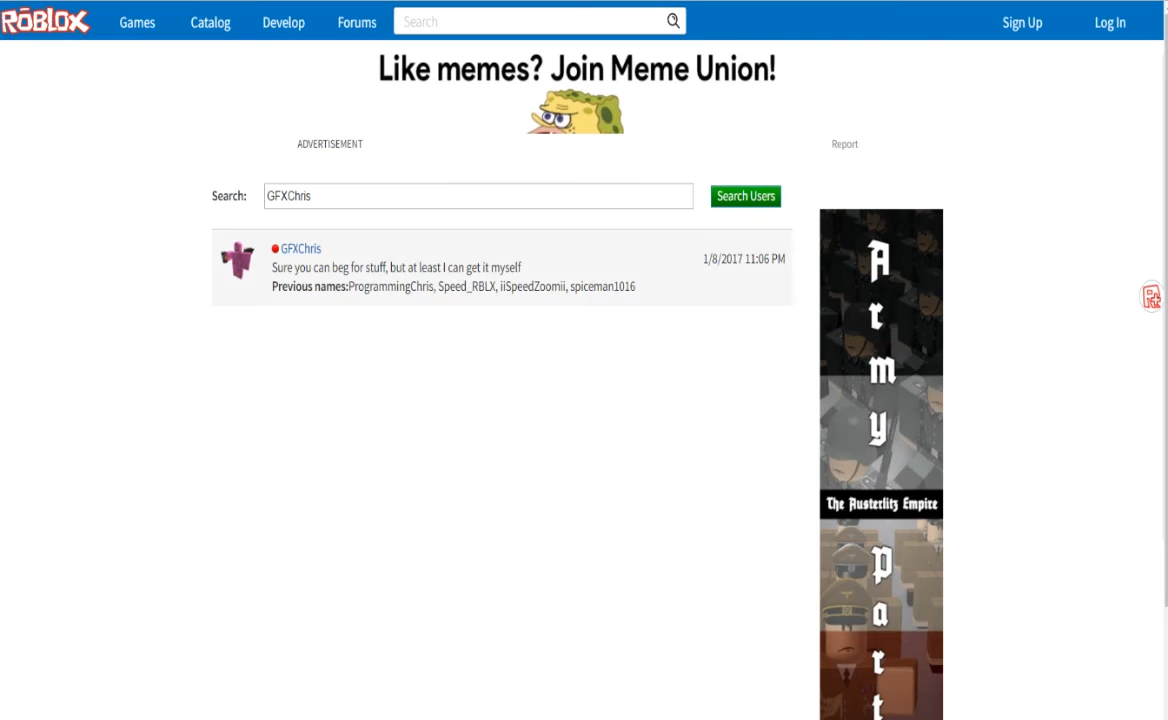 RŌBLOX Games Catalog Develop Forums Search Sign Up Log In
Like memes? Join Meme Union!
ADVERTISEMENT Report
Search: GFXChris Search Users
GFXChris
Sure you can beg for stuff, but at least I can get it myself
1/8/2017 11:06 PM
Previous names:ProgrammingChris, Speed_RBLX, iiSpeedZoomii, spiceman1016
A
r
m
y
The Austerlitz Empire
p
a
r
t